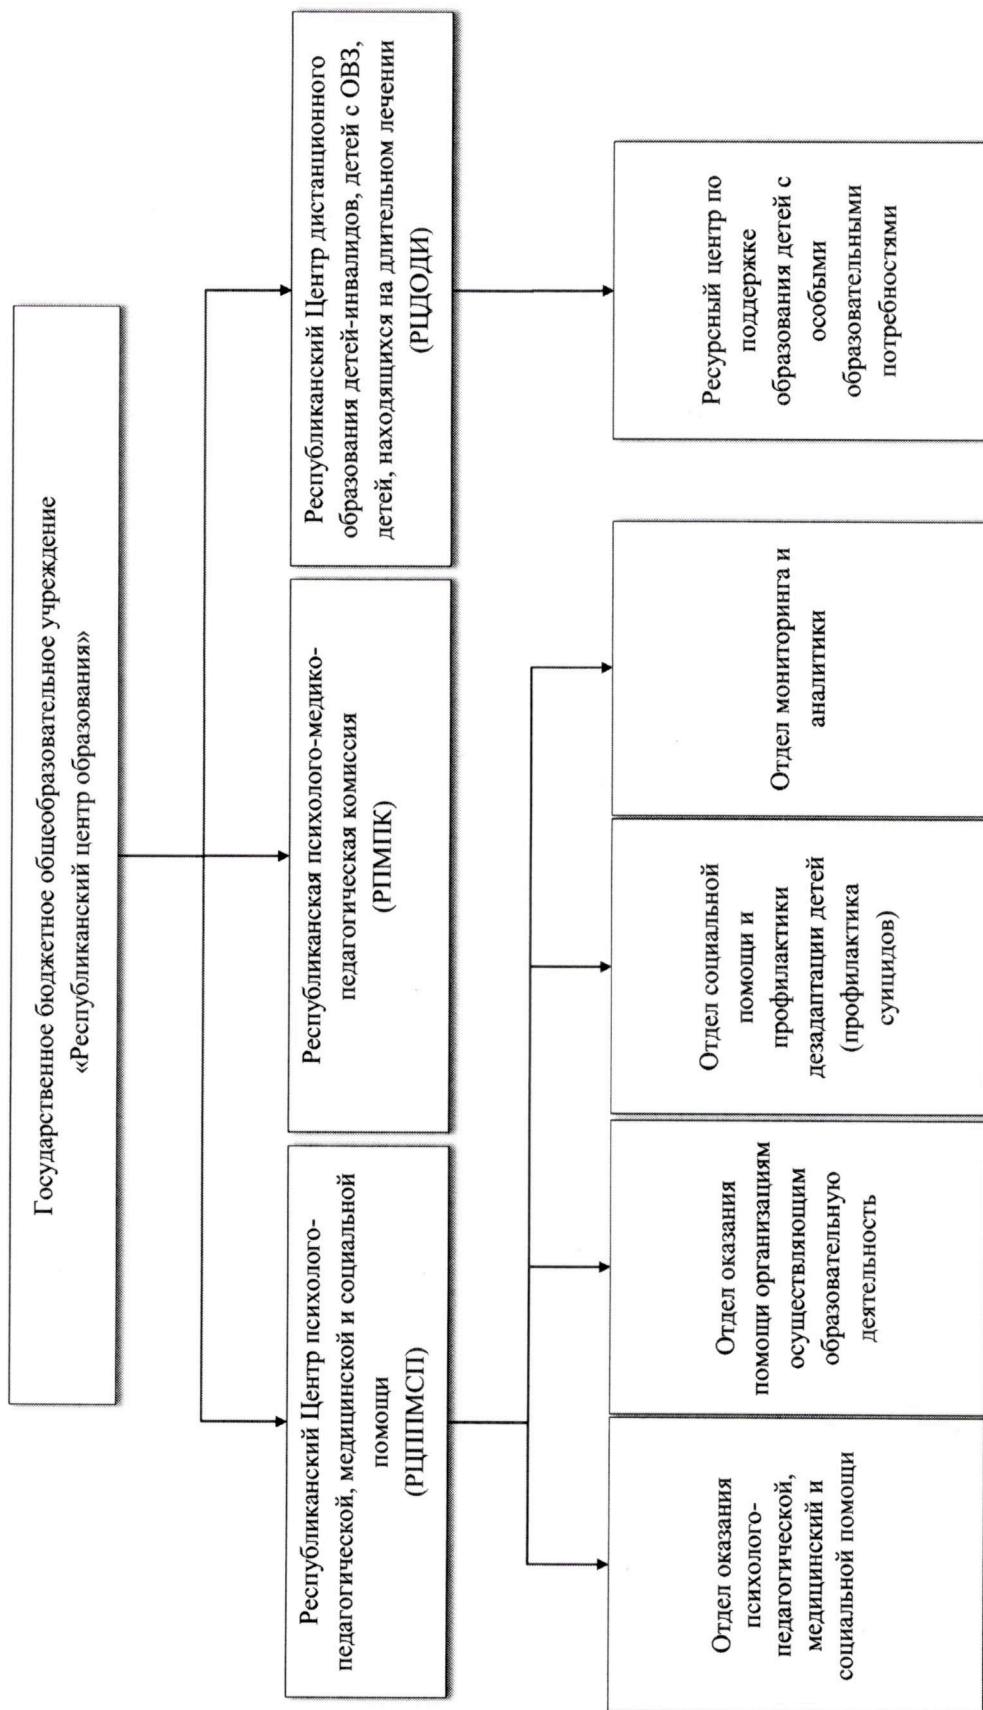 Государственное бюджетное общеобразовательное учреждение
«Республиканский центр образования»
Республиканский Центр психолого-
педагогической, медицинской и социальной
помощи
(РЦППМСП)
Республиканская психолого-медико-
педагогическая комиссия
(РПМПК)
Республиканский Центр дистанционного
образования детей-инвалидов, детей с ОВЗ,
детей, находящихся на длительном лечении
(РЦДОДИ)
Отдел оказания
психолого-
педагогической,
медицинский и
социальной помощи
Отдел оказания
помощи организациям
осуществляющим
образовательную
деятельность
Отдел социальной
помощи и
профилактики
дезадаптации детей
(профилактика
суицидов)
Отдел мониторинга и
аналитики
Ресурсный центр по
поддержке
образования детей с
особыми
образовательными
потребностями